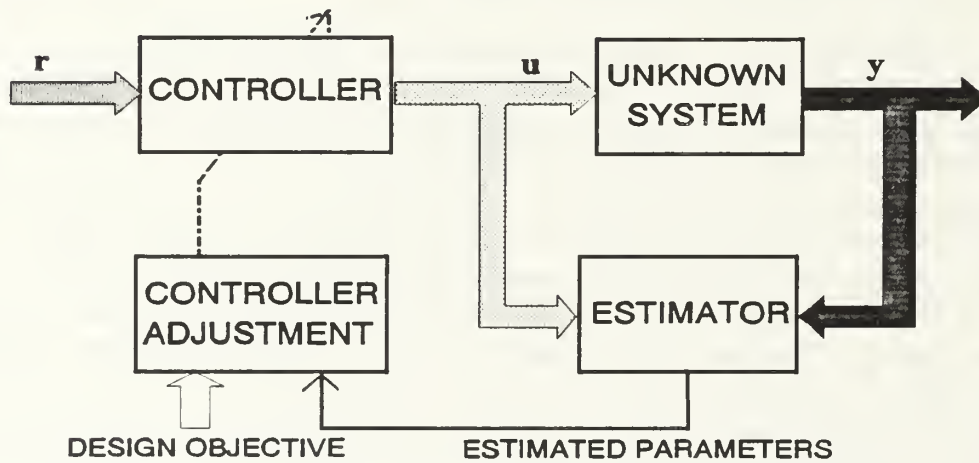 r
CONTROLLER
u
UNKNOWN
SYSTEM
y
CONTROLLER
ADJUSTMENT
ESTIMATOR
DESIGN OBJECTIVE
ESTIMATED PARAMETERS